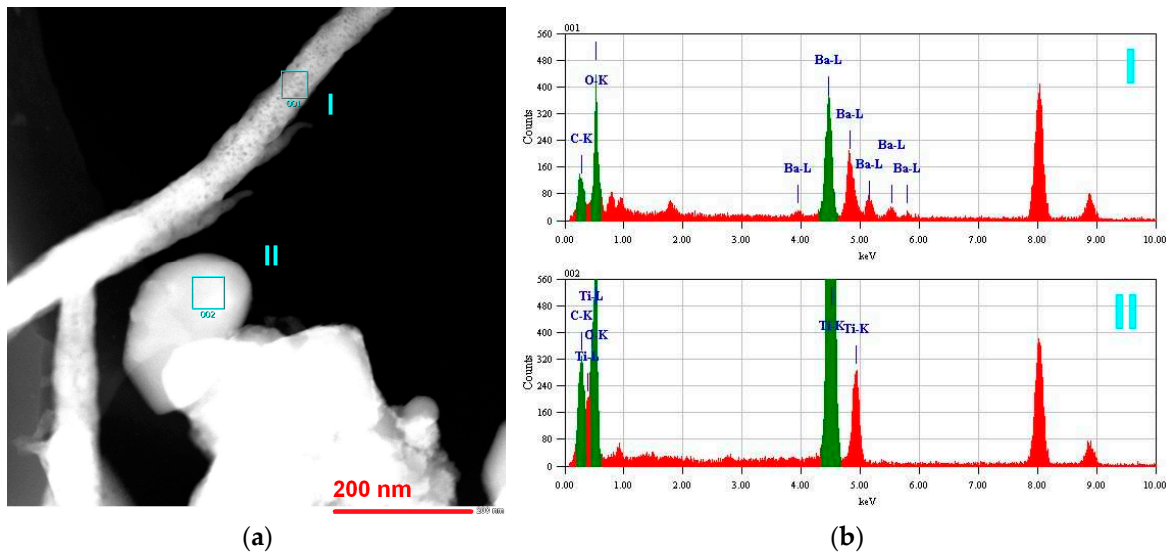 001
I
II
002
200 nm
200 nm
(a)
001
I
560
480
400
320
240
160
80
0
Counts
C-K
O-K
Ba-L
Ba-L
Ba-L
Ba-L
Ba-L
Ba-L
0.00 1.00 2.00 3.00 4.00 5.00 6.00 7.00 8.00 9.00 10.00
keV
002
II
560
480
400
320
240
160
80
0
Counts
Ti-L
C-K
O-K
Ti-L
Ti-K
Ti-K
0.00 1.00 2.00 3.00 4.00 5.00 6.00 7.00 8.00 9.00 10.00
keV
(b)